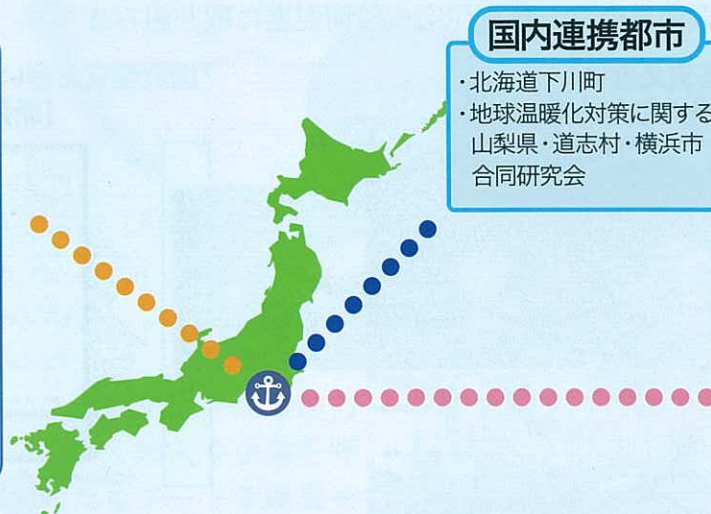 国内連携都市
・北海道下川町
・地球温暖化対策に関する
山梨県・道志村・横浜市
合同研究会